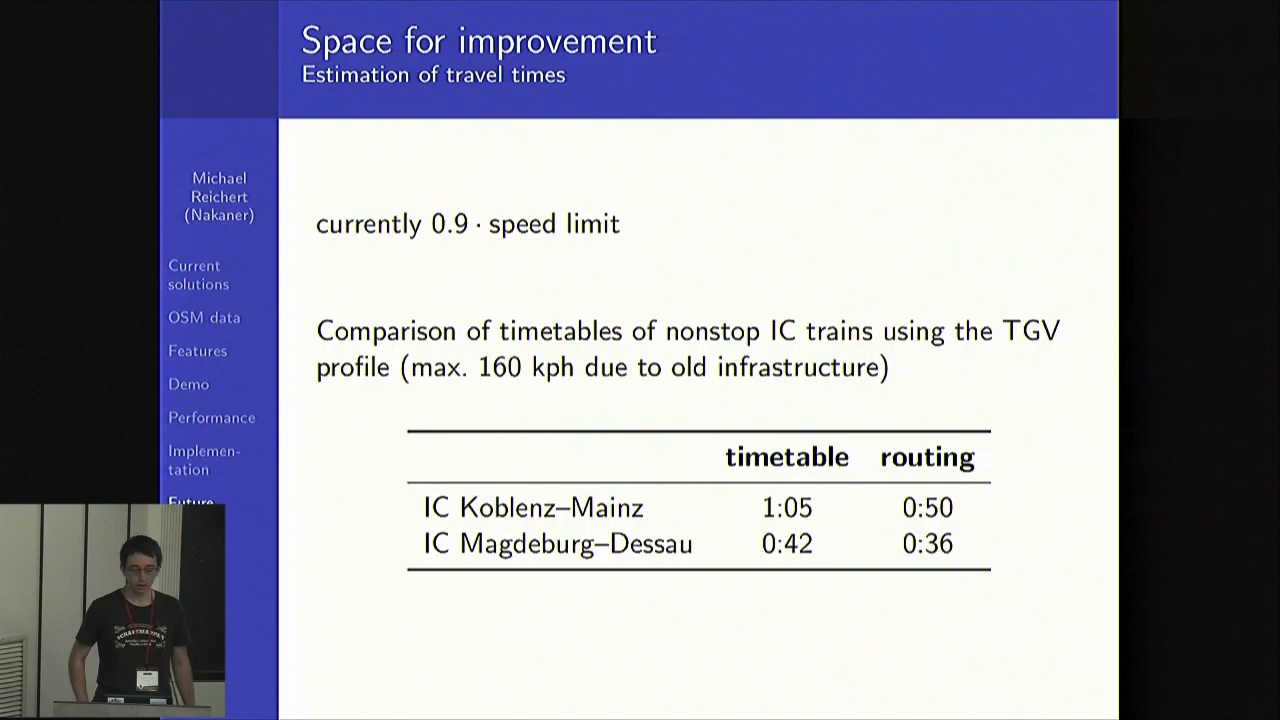 Space for improvement
Estimation of travel times
Michael
Reichert
(Nakaner)
Current
solutions
OSM data
Features
Demo
Performance
Implemen-
tation
Future
currently 0.9 · speed limit
Comparison of timetables of nonstop IC trains using the TGV
profile (max. 160 kph due to old infrastructure)
timetable routing
IC Koblenz–Mainz 1:05 0:50
IC Magdeburg–Dessau 0:42 0:36